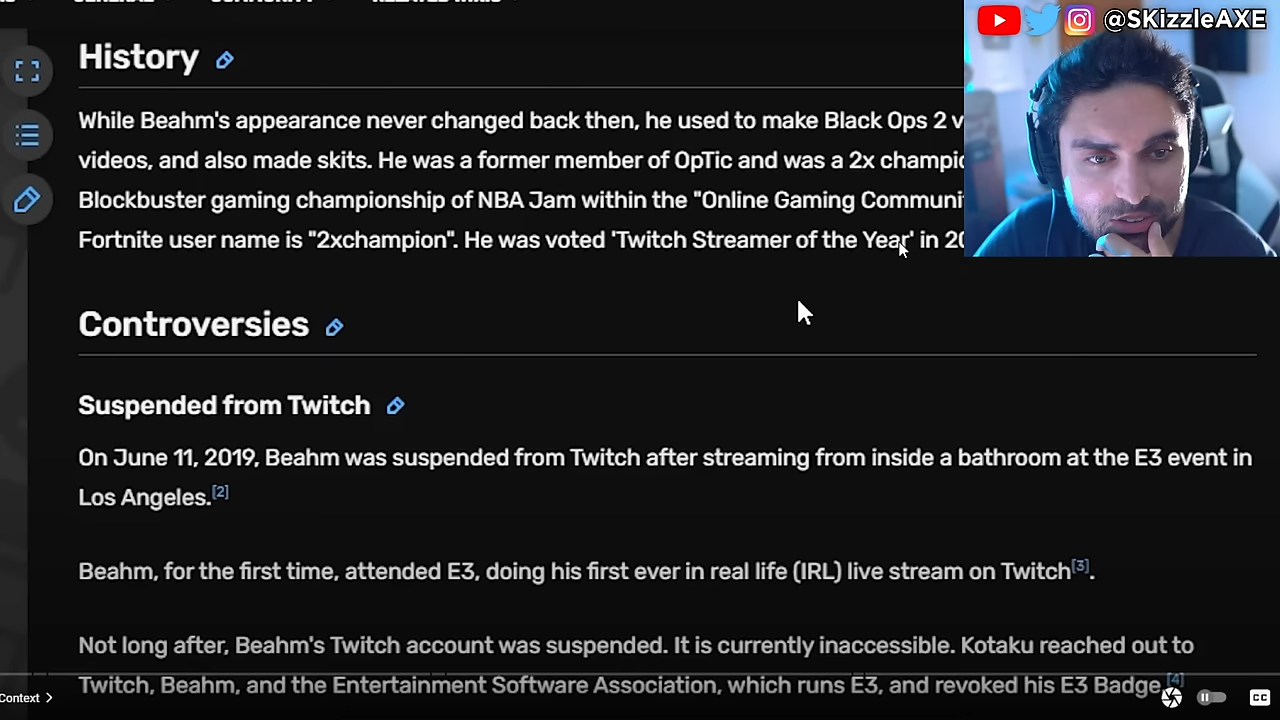 @SKizzleAXE
History
While Beahm's appearance never changed back then, he used to make Black Ops 2 v
videos, and also made skits. He was a former member of OpTic and was a 2x champic
Blockbuster gaming championship of NBA Jam within the "Online Gaming Communit
Fortnite user name is "2xchampion". He was voted 'Twitch Streamer of the Year' in 20
Controversies
Suspended from Twitch
On June 11, 2019, Beahm was suspended from Twitch after streaming from inside a bathroom at the E3 event in
Los Angeles.[2]
Beahm, for the first time, attended E3, doing his first ever in real life (IRL) live stream on Twitch[3].
Not long after, Beahm's Twitch account was suspended. It is currently inaccessible. Kotaku reached out to
Twitch, Beahm, and the Entertainment Software Association, which runs E3, and revoked his E3 Badge.[4]
Context
CC